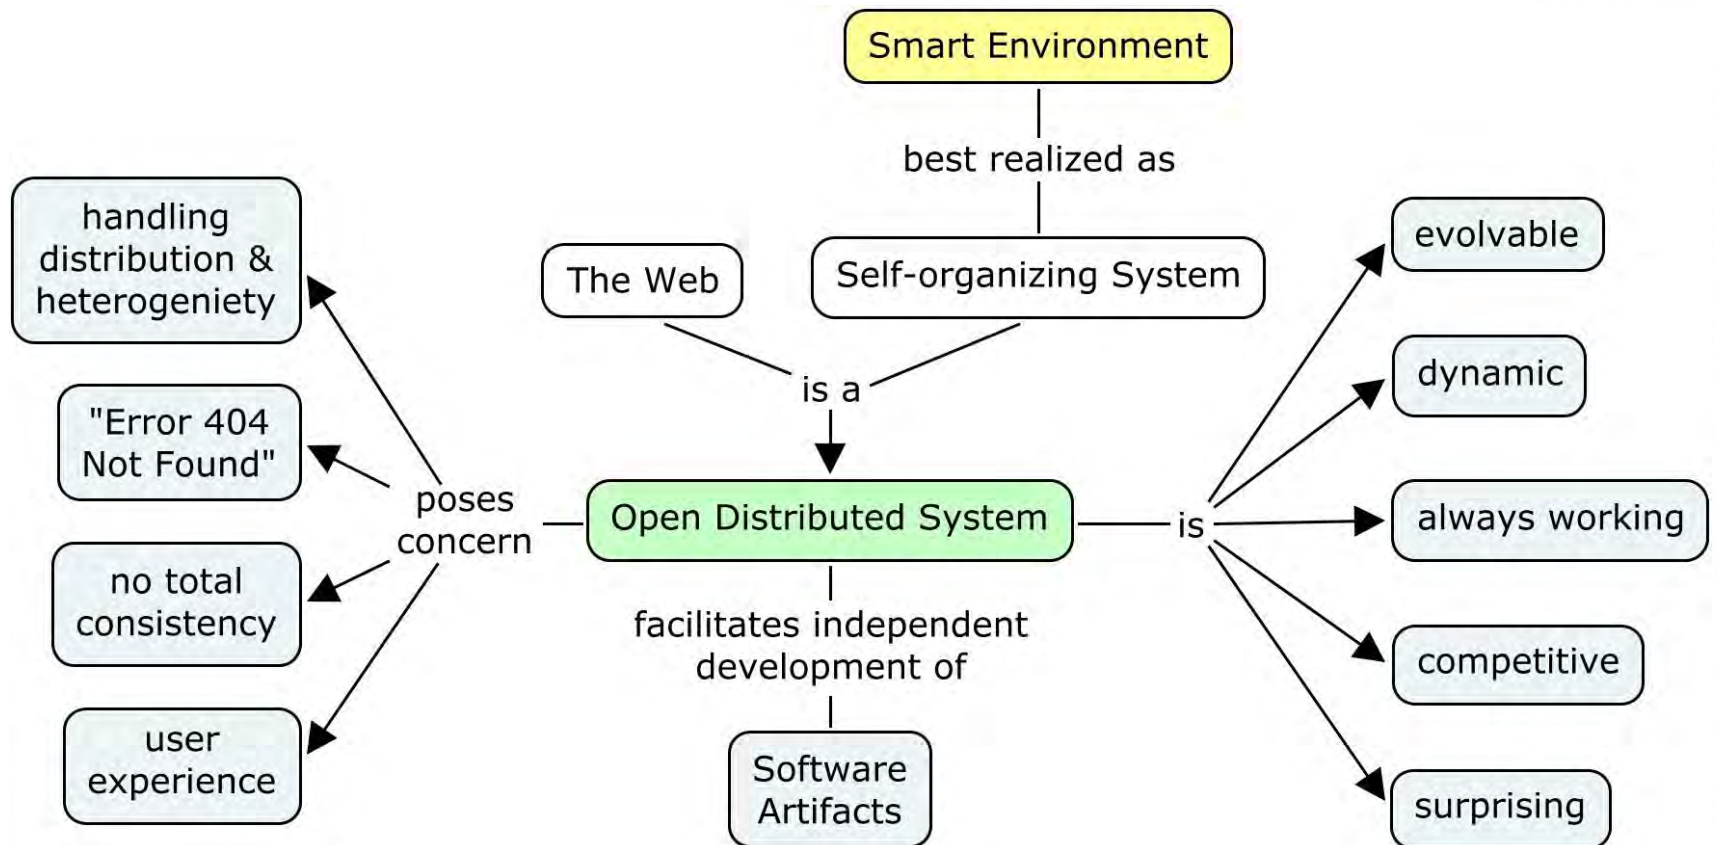 Smart Environment
best realized as
The Web
Self-organizing System
is a
Open Distributed System
poses
concern
handling
distribution &
heterogeniety
"Error 404
Not Found"
no total
consistency
user
experience
facilitates independent
development of
Software
Artifacts
is
evolvable
dynamic
always working
competitive
surprising